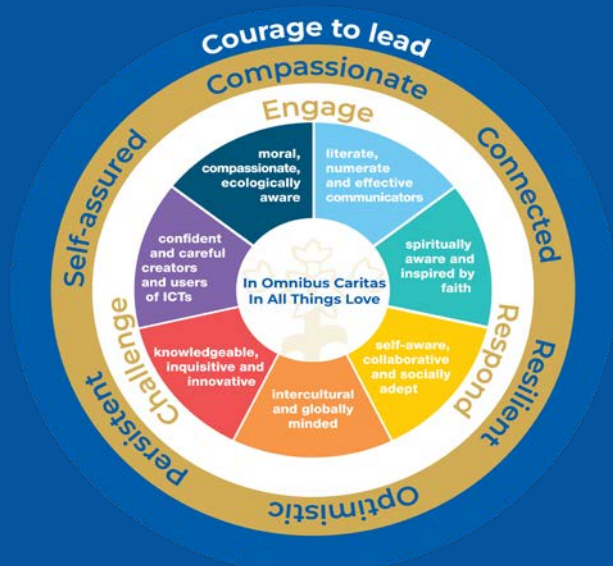 Courage to lead
Compassionate
Connected
Resilient
Optimistic
Persistent
Self-assured
Engage
Respond
Challenge
literate,
numerate
and effective
communicators
spiritually
aware and
inspired by
faith
self-aware,
collaborative
and socially
adept
intercultural
and globally
minded
knowledgeable,
inquisitive and
innovative
confident
and careful
creators
and users
of ICTs
moral,
compassionate,
ecologically
aware
In Omnibus Caritas
In All Things Love